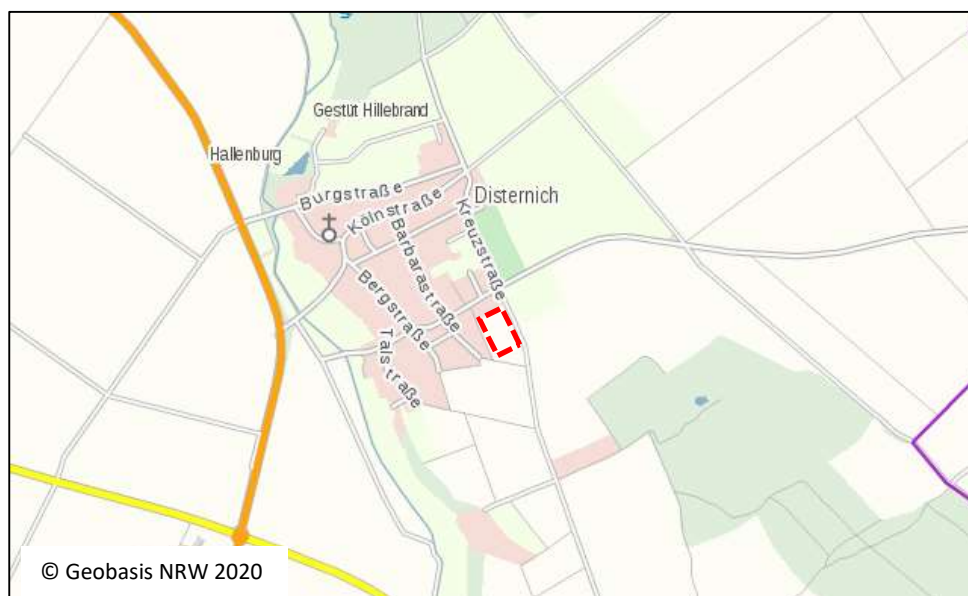 Gestüt Hillebrand
Hallenburg
Burgstraße
Disternich
Kölnstraße
Kreuzstraße
Barbarastraße
Bergstraße
Talstraße
© Geobasis NRW 2020